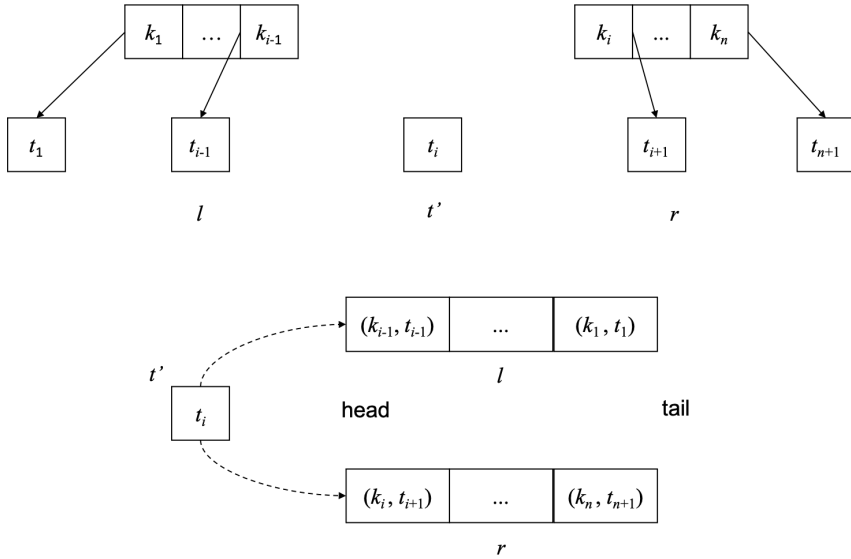 k₁ … kᵢ₋₁ kᵢ ... kₙ
t₁ tᵢ₋₁ tᵢ tᵢ₊₁ tₙ₊₁
l t’ r
(kᵢ₋₁, tᵢ₋₁) ... (k₁, t₁)
l
t’
tᵢ
head tail
(kᵢ, tᵢ₊₁) ... (kₙ, tₙ₊₁)
r